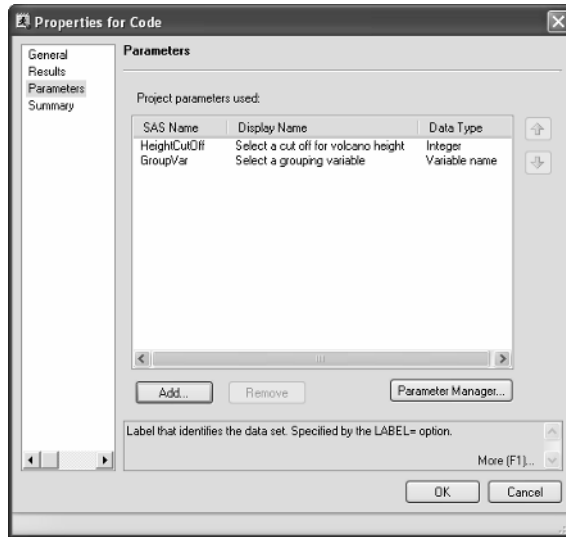 Properties for Code
General
Results
Parameters
Summary
Parameters
Project parameters used:
SAS Name Display Name Data Type
HeightCutOff Select a cut off for volcano height Integer
GroupVar Select a grouping variable Variable name
Add... Remove Parameter Manager...
Label that identifies the data set. Specified by the LABEL= option.
More (F1)...
OK Cancel